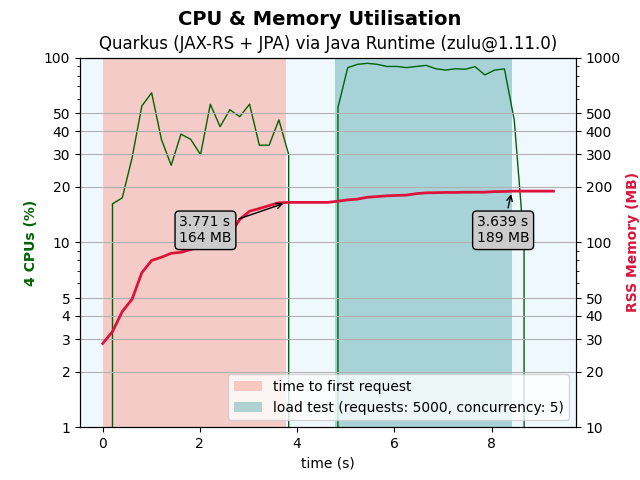 CPU & Memory Utilisation
Quarkus (JAX-RS + JPA) via Java Runtime (zulu@1.11.0)
100
50
40
30
20
10
5
4
3
2
1
4 CPUs (%)
1000
500
400
300
200
100
50
40
30
20
10
RSS Memory (MB)
3.771 s
164 MB
3.639 s
189 MB
time to first request
load test (requests: 5000, concurrency: 5)
0 2 4 6 8
time (s)